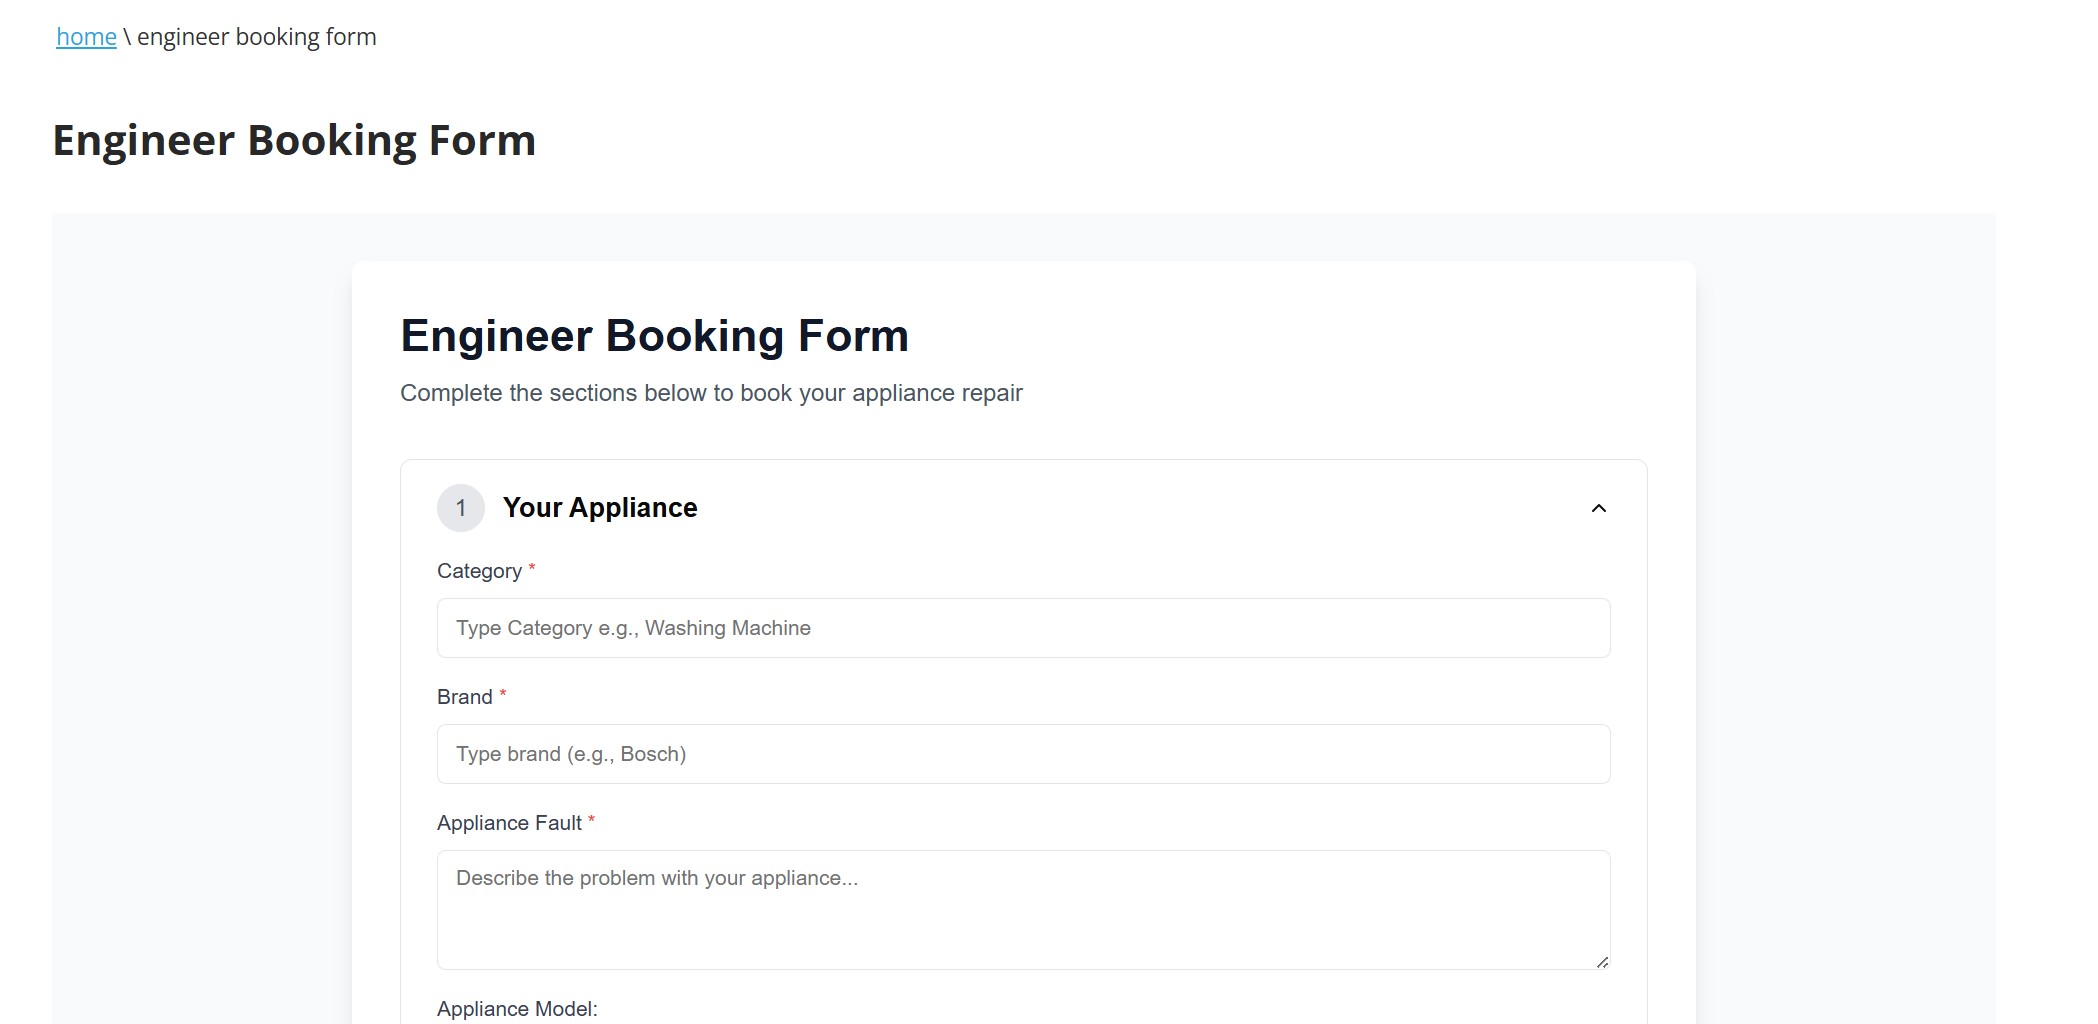 home \ engineer booking form
Engineer Booking Form
Engineer Booking Form
Complete the sections below to book your appliance repair
1 Your Appliance
Category *
Type Category e.g., Washing Machine
Brand *
Type brand (e.g., Bosch)
Appliance Fault *
Describe the problem with your appliance...
Appliance Model: